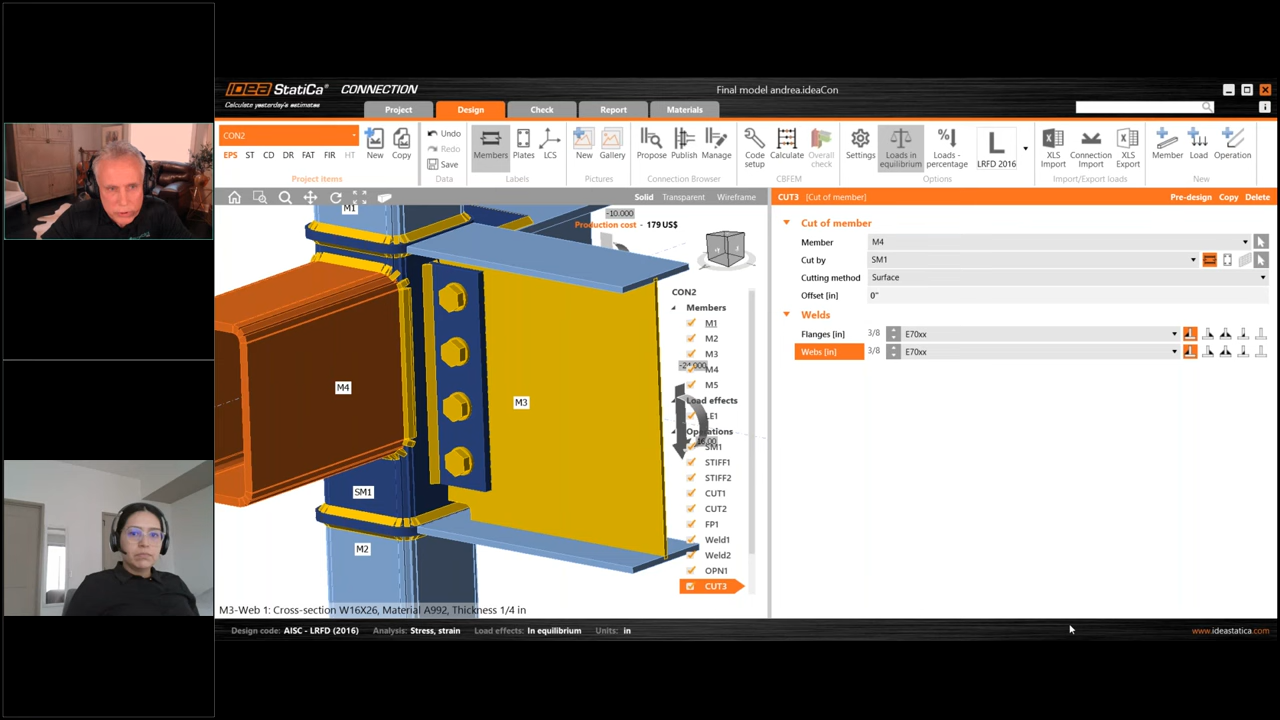 IDEA StatiCa® CONNECTION
Calculate yesterday's estimates
Final model andrea.ideaCon
Project Design Check Report Materials
CON2
EPS ST CD DR FAT FIR HT
New Copy
Undo
Redo
Save
Members Plates LCS
New Gallery
Propose Publish Manage
Code setup Calculate Overall check
Settings Loads in equilibrium Loads - percentage LRFD 2016
XLS Import Connection Import XLS Export
Member Load Operation
Project items Data Labels Pictures Connection Browser CBFEM Options Import/Export loads New
Solid Transparent Wireframe
CUT3 [Cut of member] Pre-design Copy Delete
M1
-10.000
Production cost - 179 US$
M4
M3
SM1
M2
CON2
Members
M1
M2
M3
M4
M5
Load effects
LE1
Operations
SM1
STIFF1
STIFF2
CUT1
CUT2
FP1
Weld1
Weld2
OPN1
CUT3
Cut of member
Member M4
Cut by SM1
Cutting method Surface
Offset [in] 0"
Welds
Flanges [in] 3/8 E70xx
Webs [in] 3/8 E70xx
M3-Web 1: Cross-section W16X26, Material A992, Thickness 1/4 in
Design code: AISC - LRFD (2016) Analysis: Stress, strain Load effects: In equilibrium Units: in
www.ideastatica.com